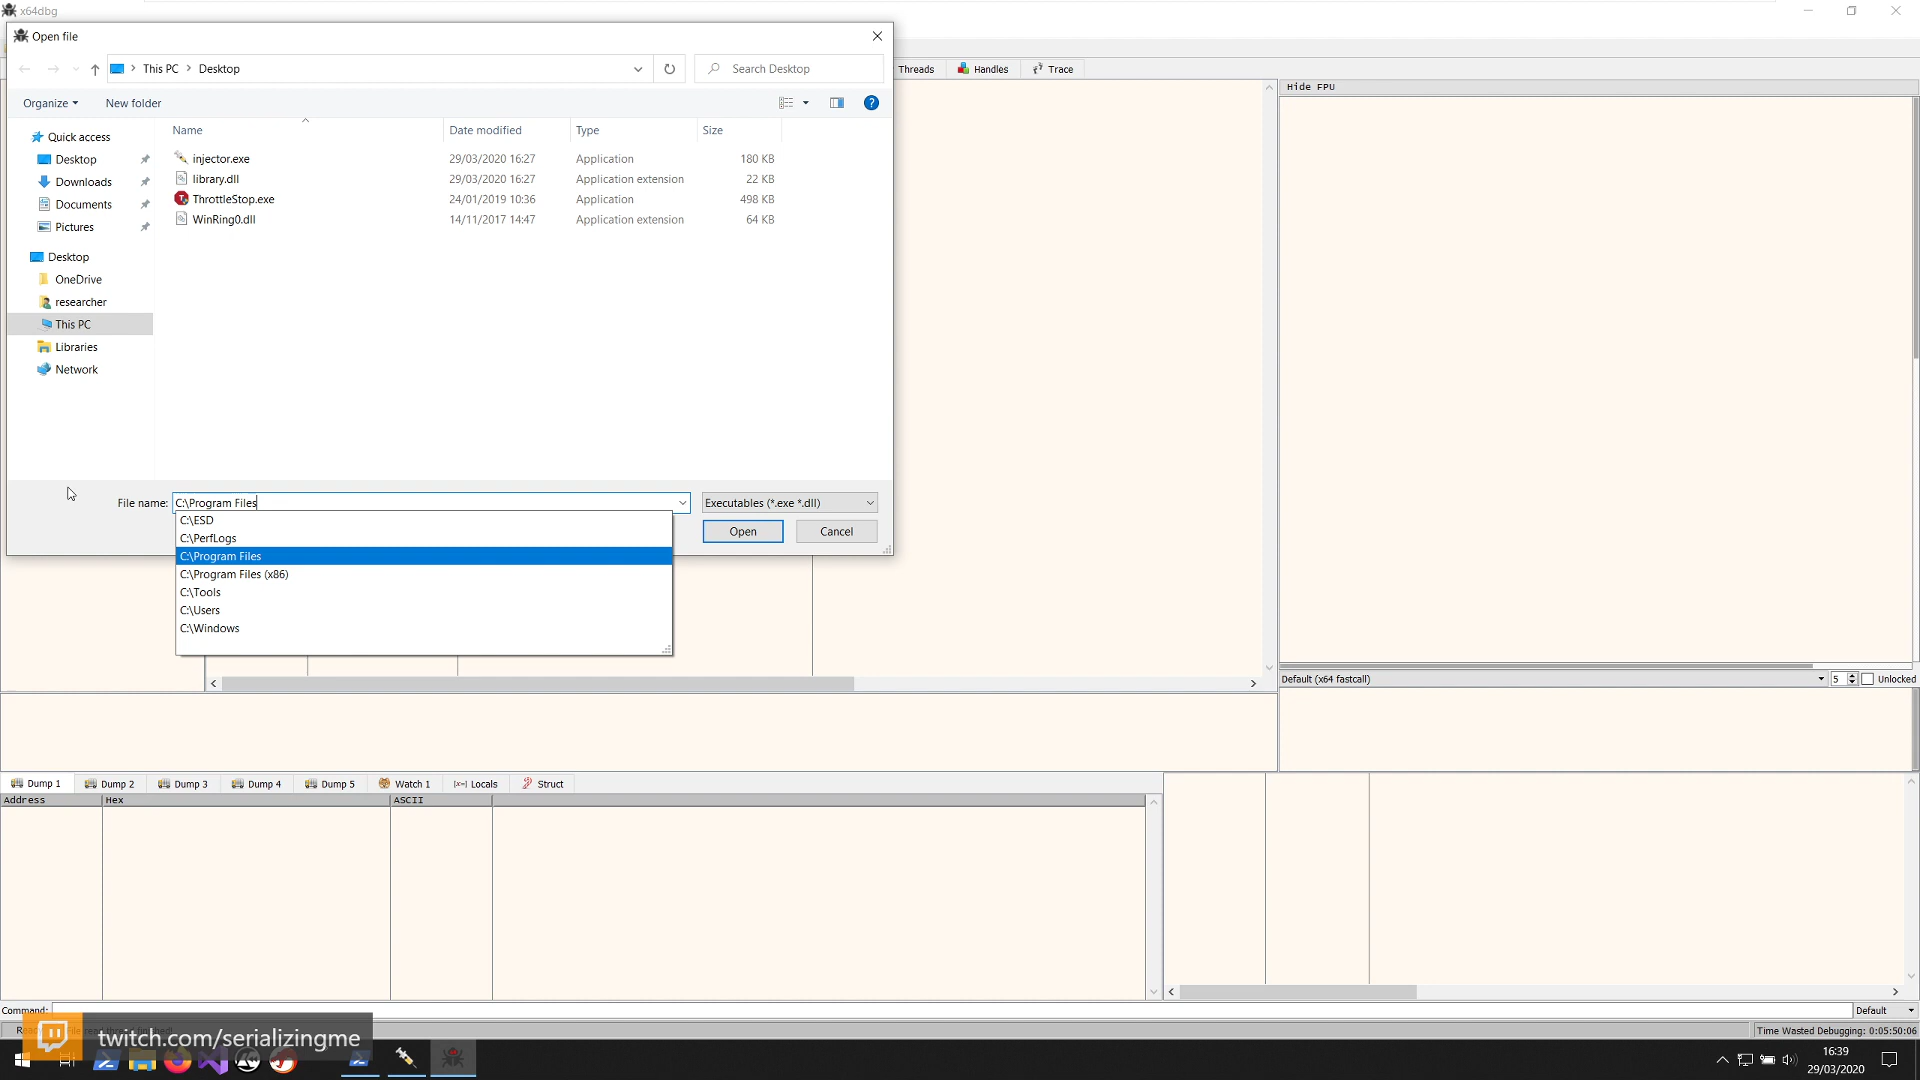 x64dbg
Open file
This PC
Desktop
Search Desktop
Threads
Handles
Trace
Organize
New folder
Hide FPU
Name
Date modified
Type
Size
Quick access
Desktop
Downloads
Documents
Pictures
Desktop
OneDrive
researcher
This PC
Libraries
Network
injector.exe 29/03/2020 16:27 Application 180 KB
library.dll 29/03/2020 16:27 Application extension 22 KB
ThrottleStop.exe 24/01/2019 10:36 Application 498 KB
WinRing0.dll 14/11/2017 14:47 Application extension 64 KB
File name: C:\Program Files
Executables (*.exe *.dll)
Open
Cancel
C:\ESD
C:\PerfLogs
C:\Program Files
C:\Program Files (x86)
C:\Tools
C:\Users
C:\Windows
Default (x64 fastcall)
5
Unlocked
Dump 1
Dump 2
Dump 3
Dump 4
Dump 5
Watch 1
[x=] Locals
Struct
Address
Hex
ASCII
Command:
Default
twitch.com/serializingme
Time Wasted Debugging: 0:05:50:06
16:39
29/03/2020